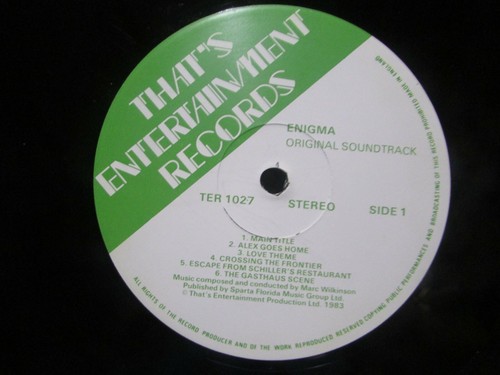 THAT'S
ENTERTAINMENT
RECORDS
ENIGMA
ORIGINAL SOUNDTRACK
TER 1027 STEREO SIDE 1
1. MAIN TITLE
2. ALEX GOES HOME
3. LOVE THEME
4. CROSSING THE FRONTIER
5. ESCAPE FROM SCHILLER'S RESTAURANT
6. THE GASTHAUS SCENE
Music composed and conducted by Marc Wilkinson
Published by Sparta Florida Music Group Ltd.
© That's Entertainment Production Ltd. 1983
ALL RIGHTS OF THE RECORD PRODUCER AND OF THE WORK REPRODUCED RESERVED. COPYING PUBLIC PERFORMANCES AND BROADCASTING OF THIS RECORD PROHIBITED MADE IN ENGLAND